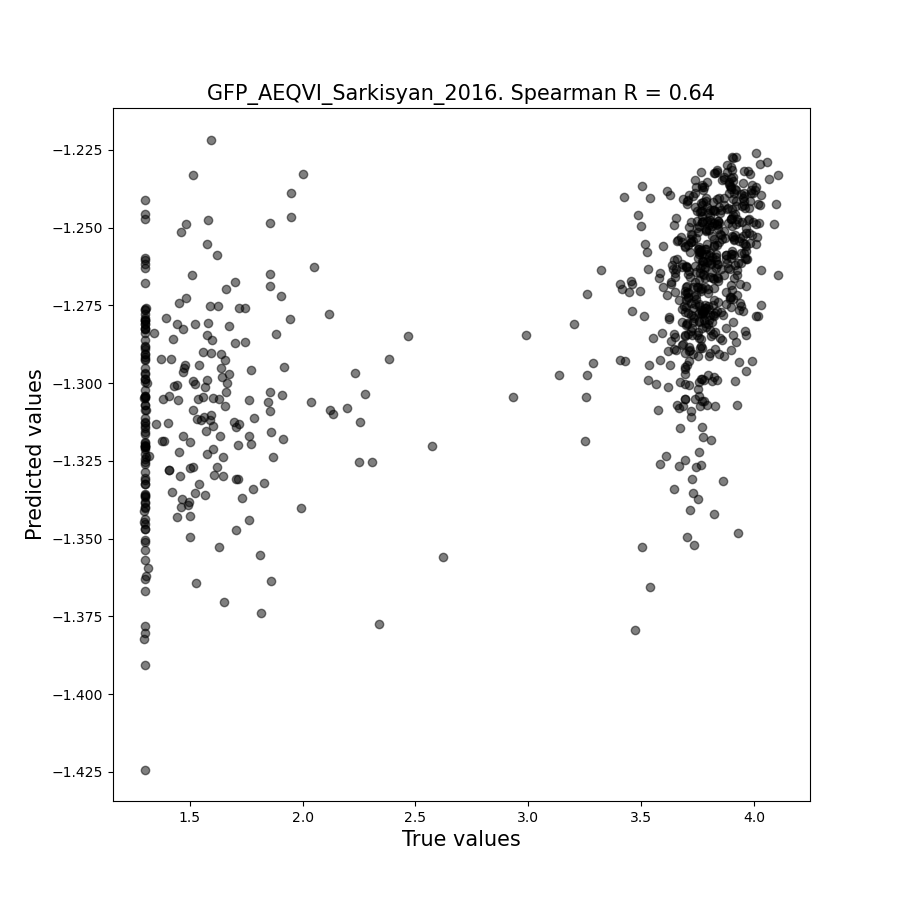 GFP_AEQVI_Sarkisyan_2016. Spearman R = 0.64
Predicted values
−1.225
−1.250
−1.275
−1.300
−1.325
−1.350
−1.375
−1.400
−1.425
1.5 2.0 2.5 3.0 3.5 4.0
True values